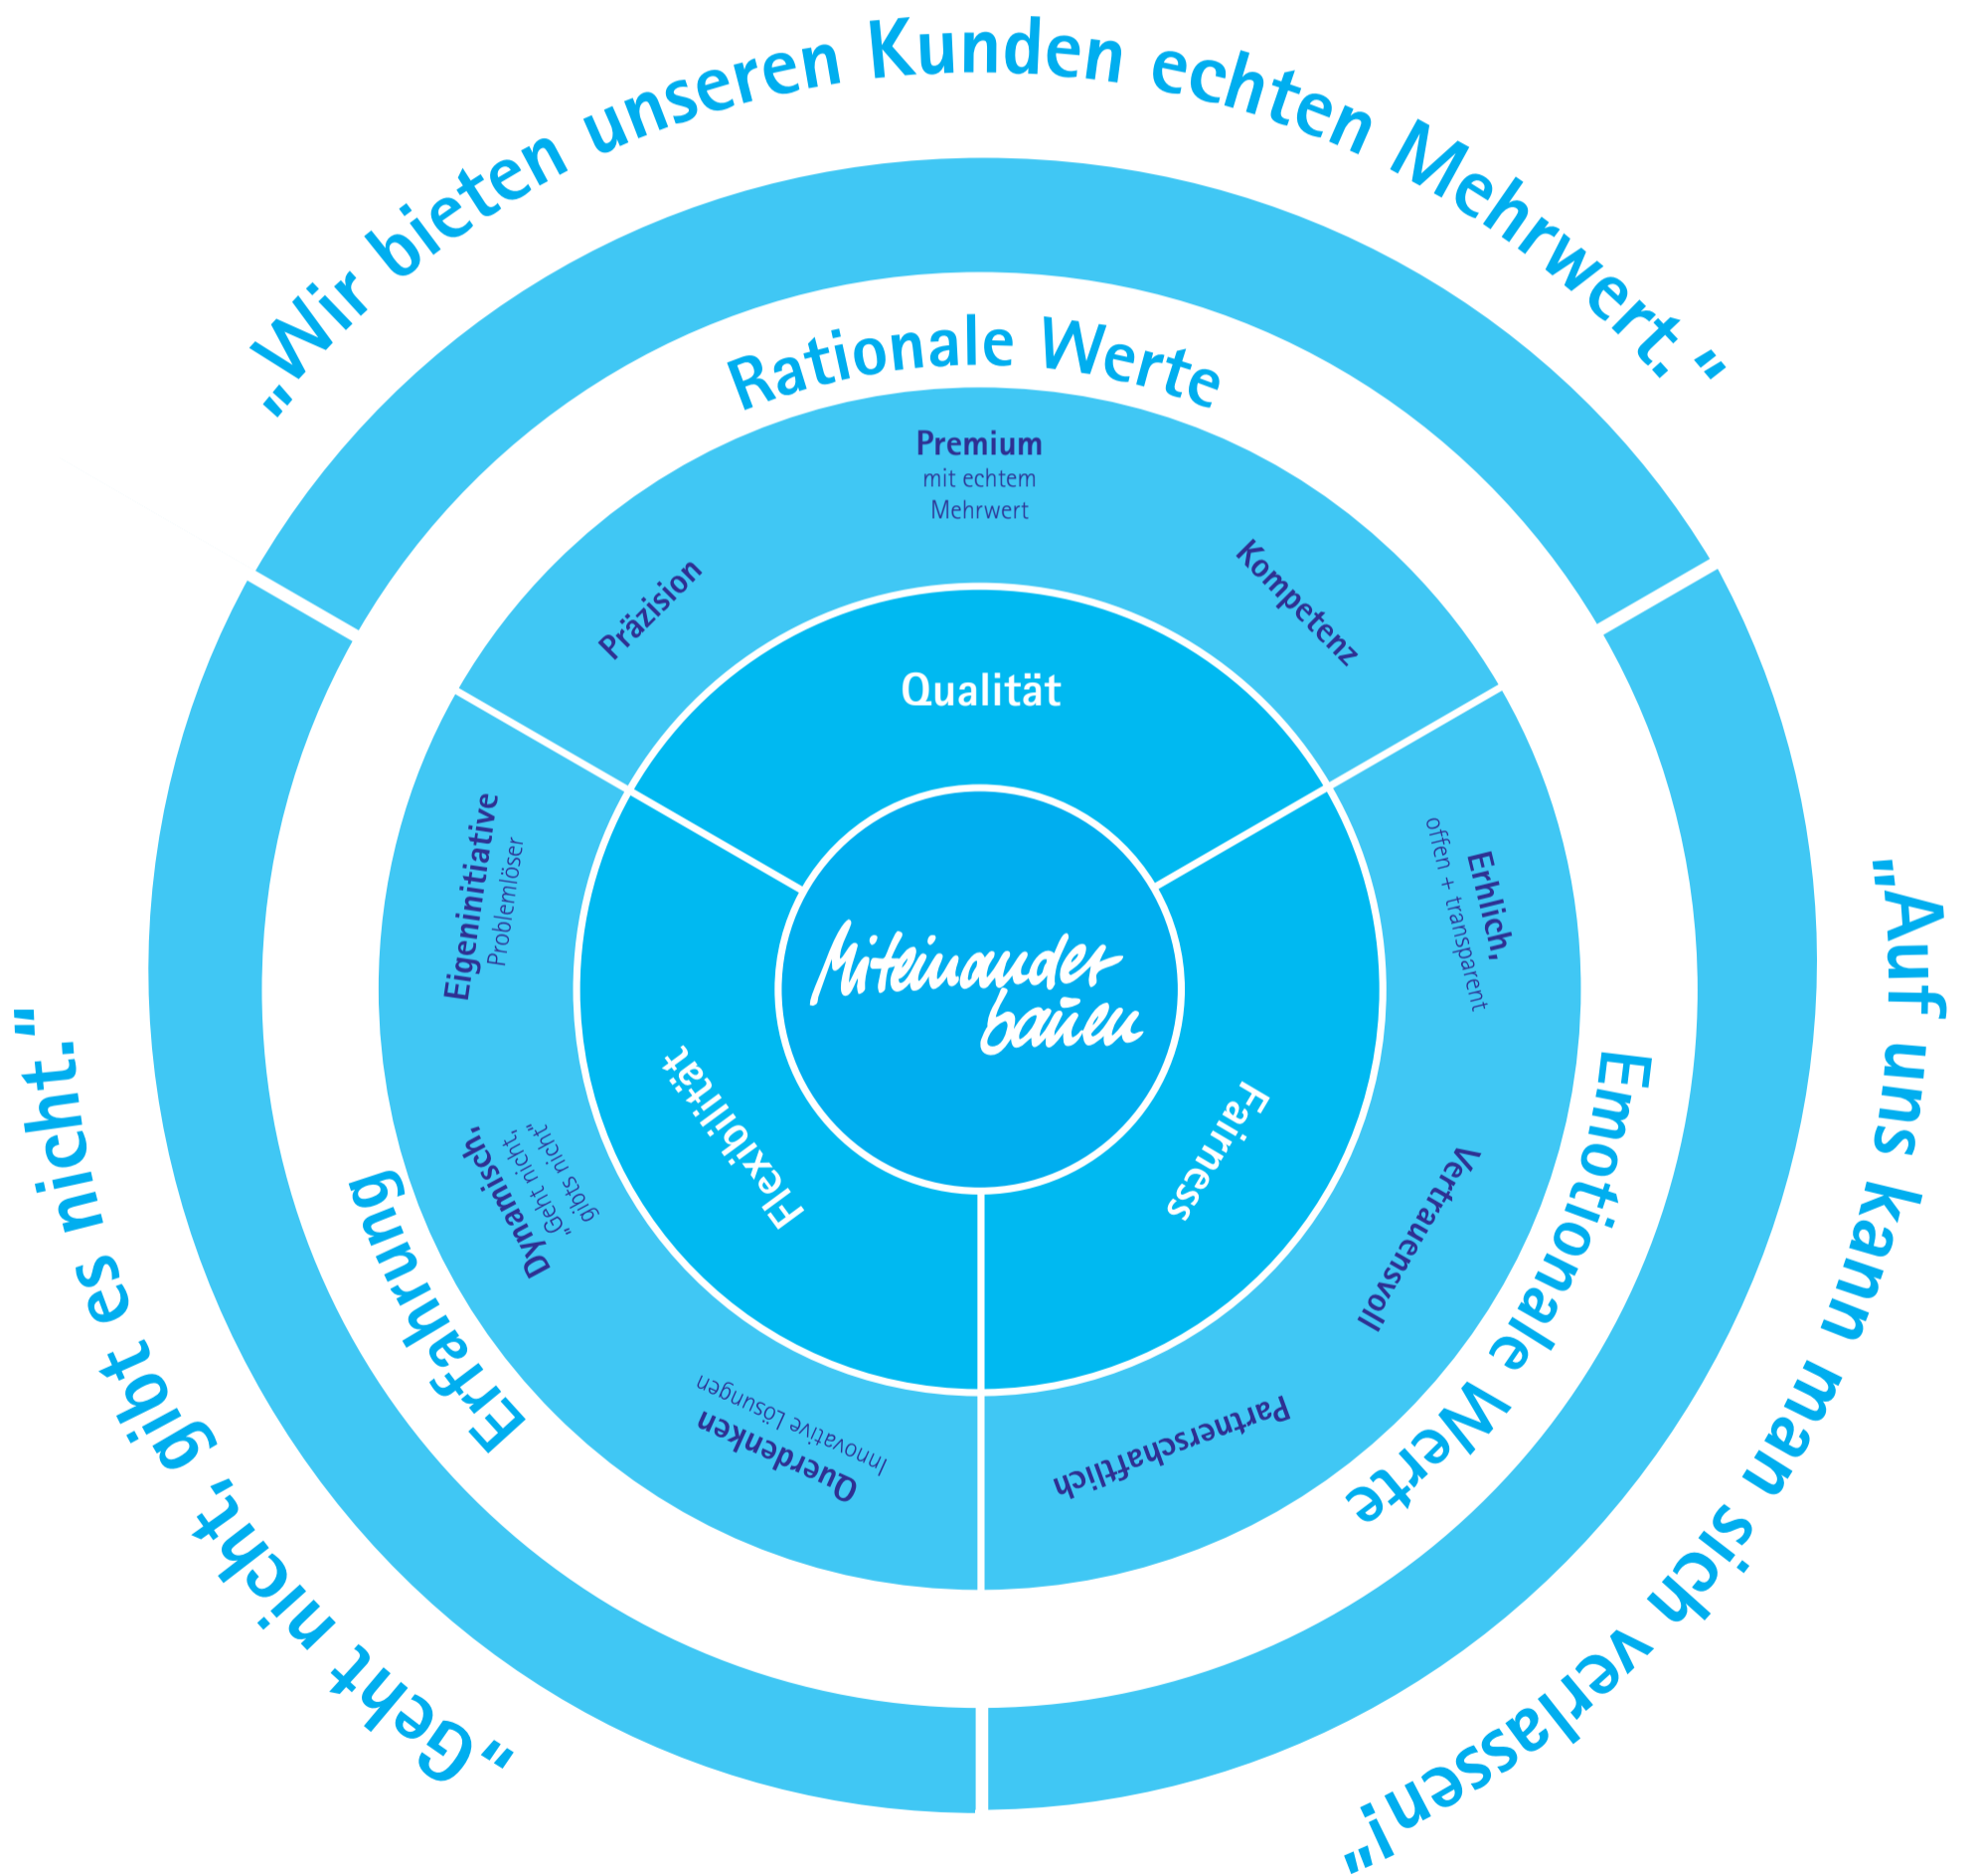 „Wir bieten unseren Kunden echten Mehrwert.“
Rationale Werte
Premium
mit echtem
Mehrwert
Präzision
Kompetenz
Qualität
Miteinander
bauen
Fairness
Erhlich,
offen + transparent
Vertrauensvoll
Partnerschaftlich
Emotionale Werte
"Auf uns kann man sich verlassen!"
Flexibilität
Eigeninitiative
Problemlöser
Dynamisch,
„Geht nicht,
gibts nicht“
Querdenken
Innovative Lösungen
Erfahrung
"Geht nicht, gibt es nicht."